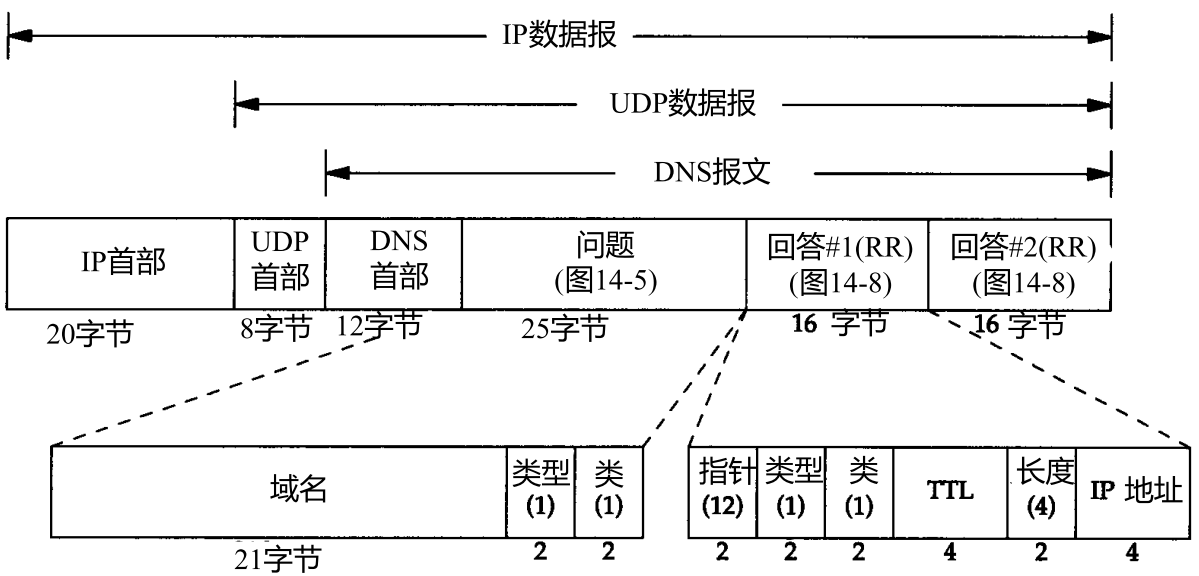 IP数据报
UDP数据报
DNS报文
IP首部
UDP
首部
DNS
首部
问题
(图14-5)
回答#1(RR)
(图14-8)
回答#2(RR)
(图14-8)
20字节
8字节
12字节
25字节
16 字节
16 字节
域名
类型
(1)
类
(1)
指针
(12)
类型
(1)
类
(1)
TTL
长度
(4)
IP 地址
21字节
2
2
2
2
2
4
2
4